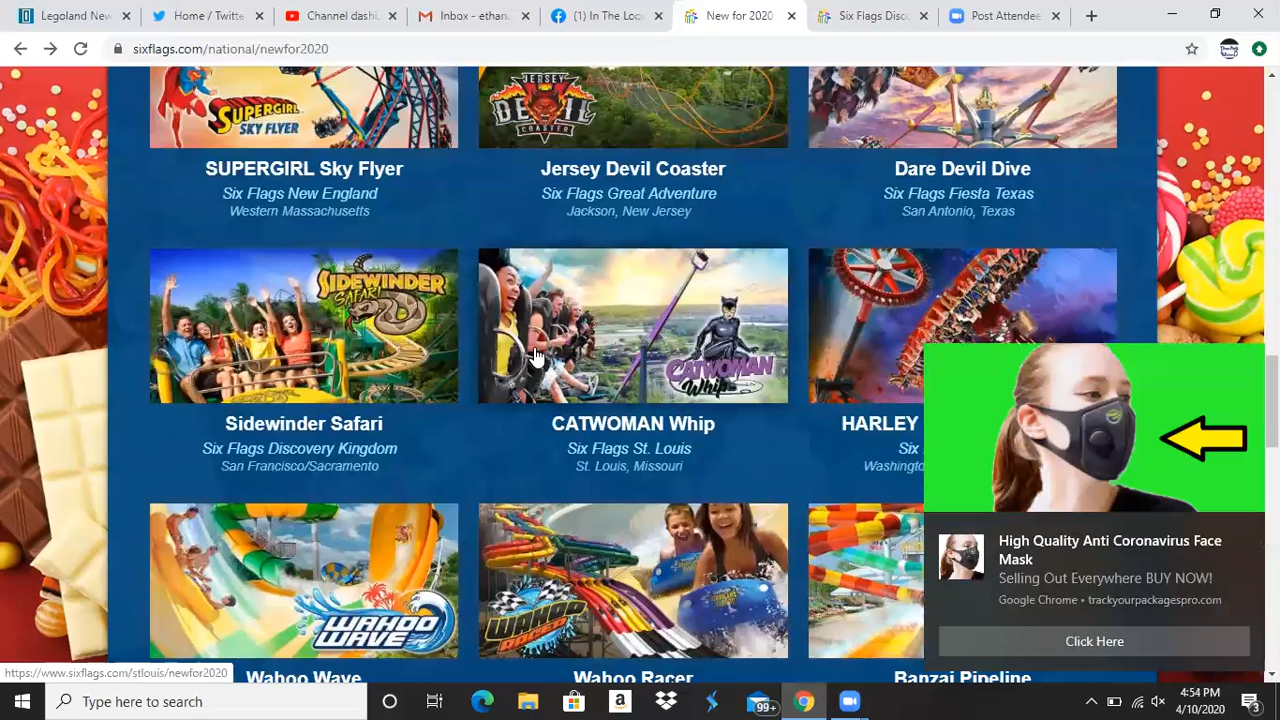 Legoland New
Home / Twitte
Channel dashb
Inbox - ethan
(1) In The Loo
New for 2020
Six Flags Disco
Post Attendee
sixflags.com/national/newfor2020
SUPERGIRL
SKY FLYER
JERSEY
DEVIL
COASTER
SUPERGIRL Sky Flyer
Six Flags New England
Western Massachusetts
Jersey Devil Coaster
Six Flags Great Adventure
Jackson, New Jersey
Dare Devil Dive
Six Flags Fiesta Texas
San Antonio, Texas
SIDEWINDER
SAFARI
CATWOMAN
Whip
Sidewinder Safari
Six Flags Discovery Kingdom
San Francisco/Sacramento
CATWOMAN Whip
Six Flags St. Louis
St. Louis, Missouri
HARLEY
Six
Washing
WAHOO
WAVE
WAHOO
RACER
Wahoo Wave
Wahoo Racer
Banzai Pipeline
High Quality Anti Coronavirus Face
Mask
Selling Out Everywhere BUY NOW!
Google Chrome • trackyourpackagespro.com
Click Here
https://www.sixflags.com/stlouis/newfor2020
Type here to search
99+
4:54 PM
4/10/2020
3